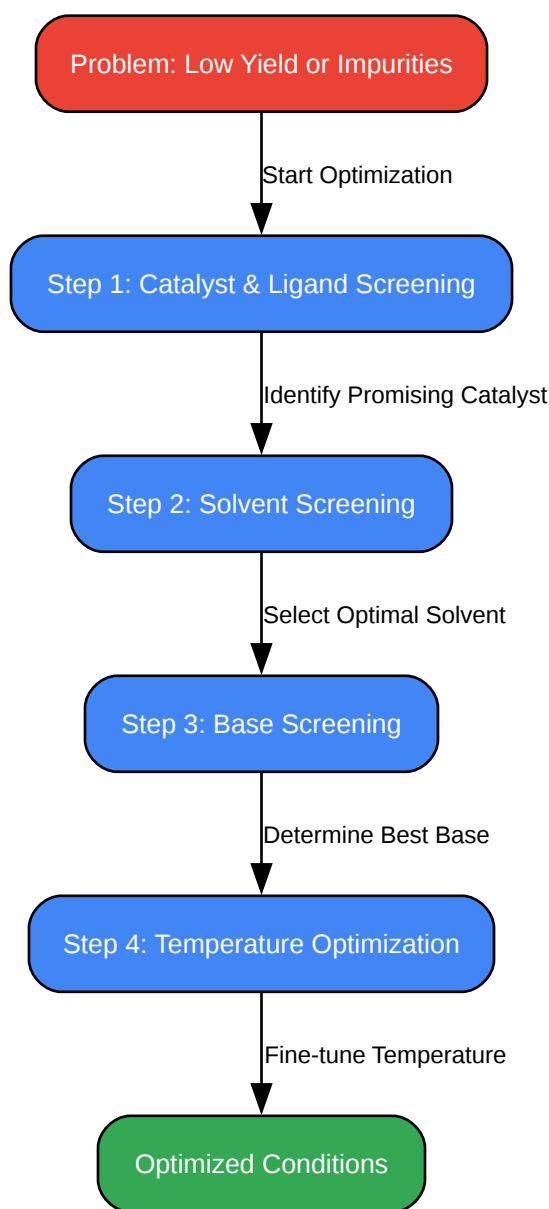 Problem: Low Yield or Impurities
Start Optimization
Step 1: Catalyst & Ligand Screening
Identify Promising Catalyst
Step 2: Solvent Screening
Select Optimal Solvent
Step 3: Base Screening
Determine Best Base
Step 4: Temperature Optimization
Fine-tune Temperature
Optimized Conditions